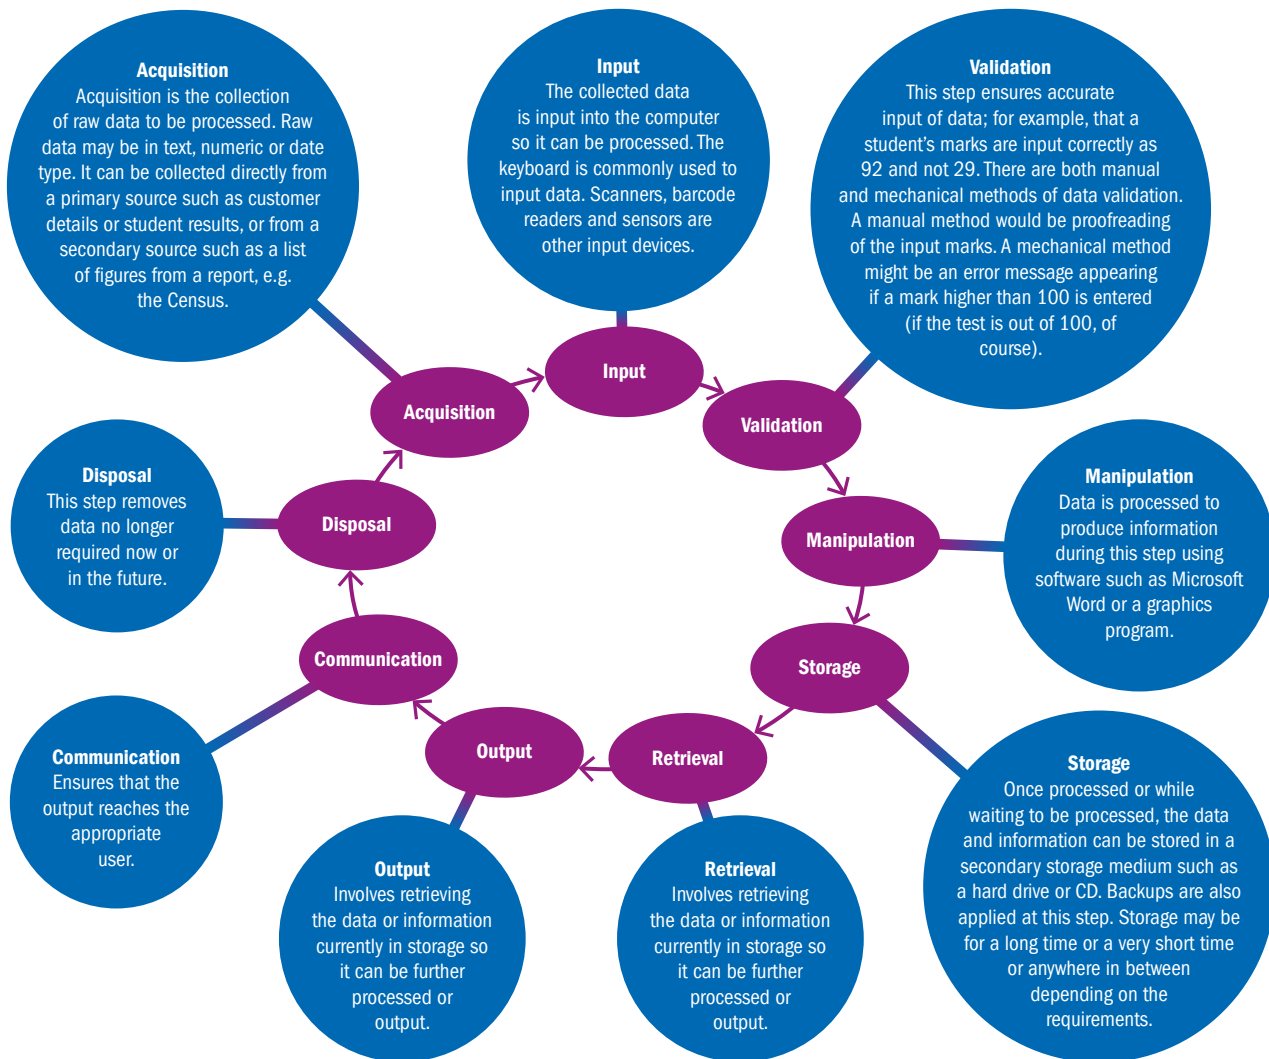 Acquisition
Acquisition is the collection
of raw data to be processed. Raw
data may be in text, numeric or date
type. It can be collected directly from
a primary source such as customer
details or student results, or from a
secondary source such as a list
of figures from a report, e.g.
the Census.
Input
The collected data
is input into the computer
so it can be processed. The
keyboard is commonly used to
input data. Scanners, barcode
readers and sensors are
other input devices.
Validation
This step ensures accurate
input of data; for example, that a
student's marks are input correctly as
92 and not 29. There are both manual
and mechanical methods of data validation.
A manual method would be proofreading
of the input marks. A mechanical method
might be an error message appearing
if a mark higher than 100 is entered
(if the test is out of 100, of
course).
Input
Acquisition
Validation
Disposal
This step removes
data no longer
required now or
in the future.
Disposal
Manipulation
Manipulation
Data is processed to
produce information
during this step using
software such as Microsoft
Word or a graphics
program.
Communication
Storage
Output
Retrieval
Communication
Ensures that the
output reaches the
appropriate
user.
Output
Involves retrieving
the data or information
currently in storage so
it can be further
processed or
output.
Retrieval
Involves retrieving
the data or information
currently in storage so
it can be further
processed or
output.
Storage
Once processed or while
waiting to be processed, the data
and information can be stored in a
secondary storage medium such as
a hard drive or CD. Backups are also
applied at this step. Storage may be
for a long time or a very short time
or anywhere in between
depending on the
requirements.